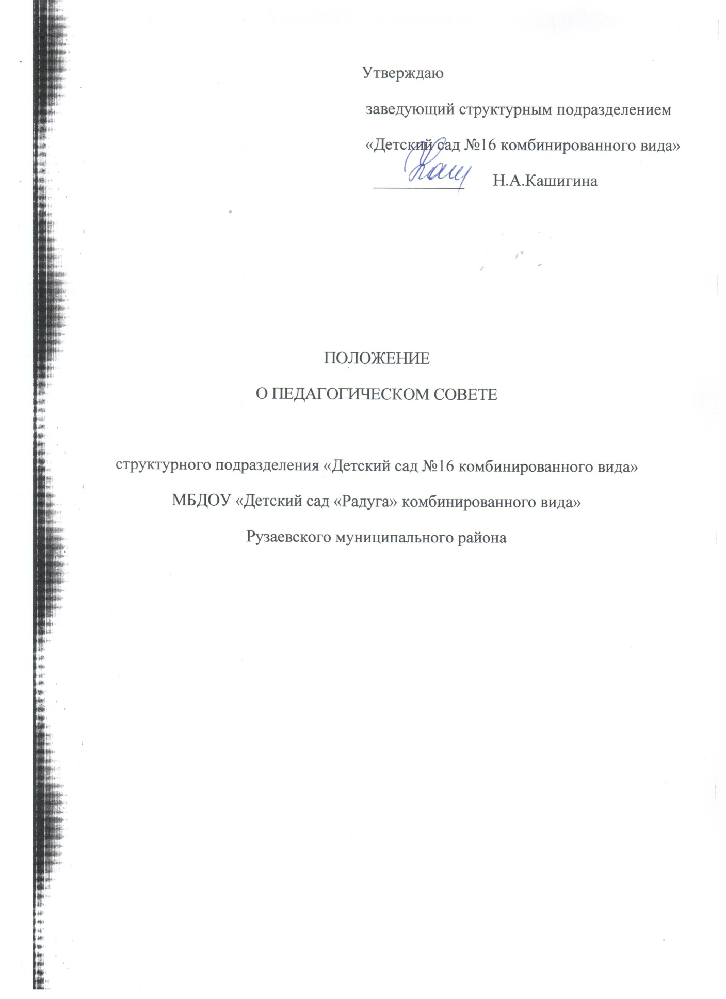 Утверждаю
заведующий структурным подразделением
«Детский сад №16 комбинированного вида»
Каш Н.А.Кашигина
ПОЛОЖЕНИЕ
О ПЕДАГОГИЧЕСКОМ СОВЕТЕ
структурного подразделения «Детский сад №16 комбинированного вида»
МБДОУ «Детский сад «Радуга» комбинированного вида»
Рузаевского муниципального района